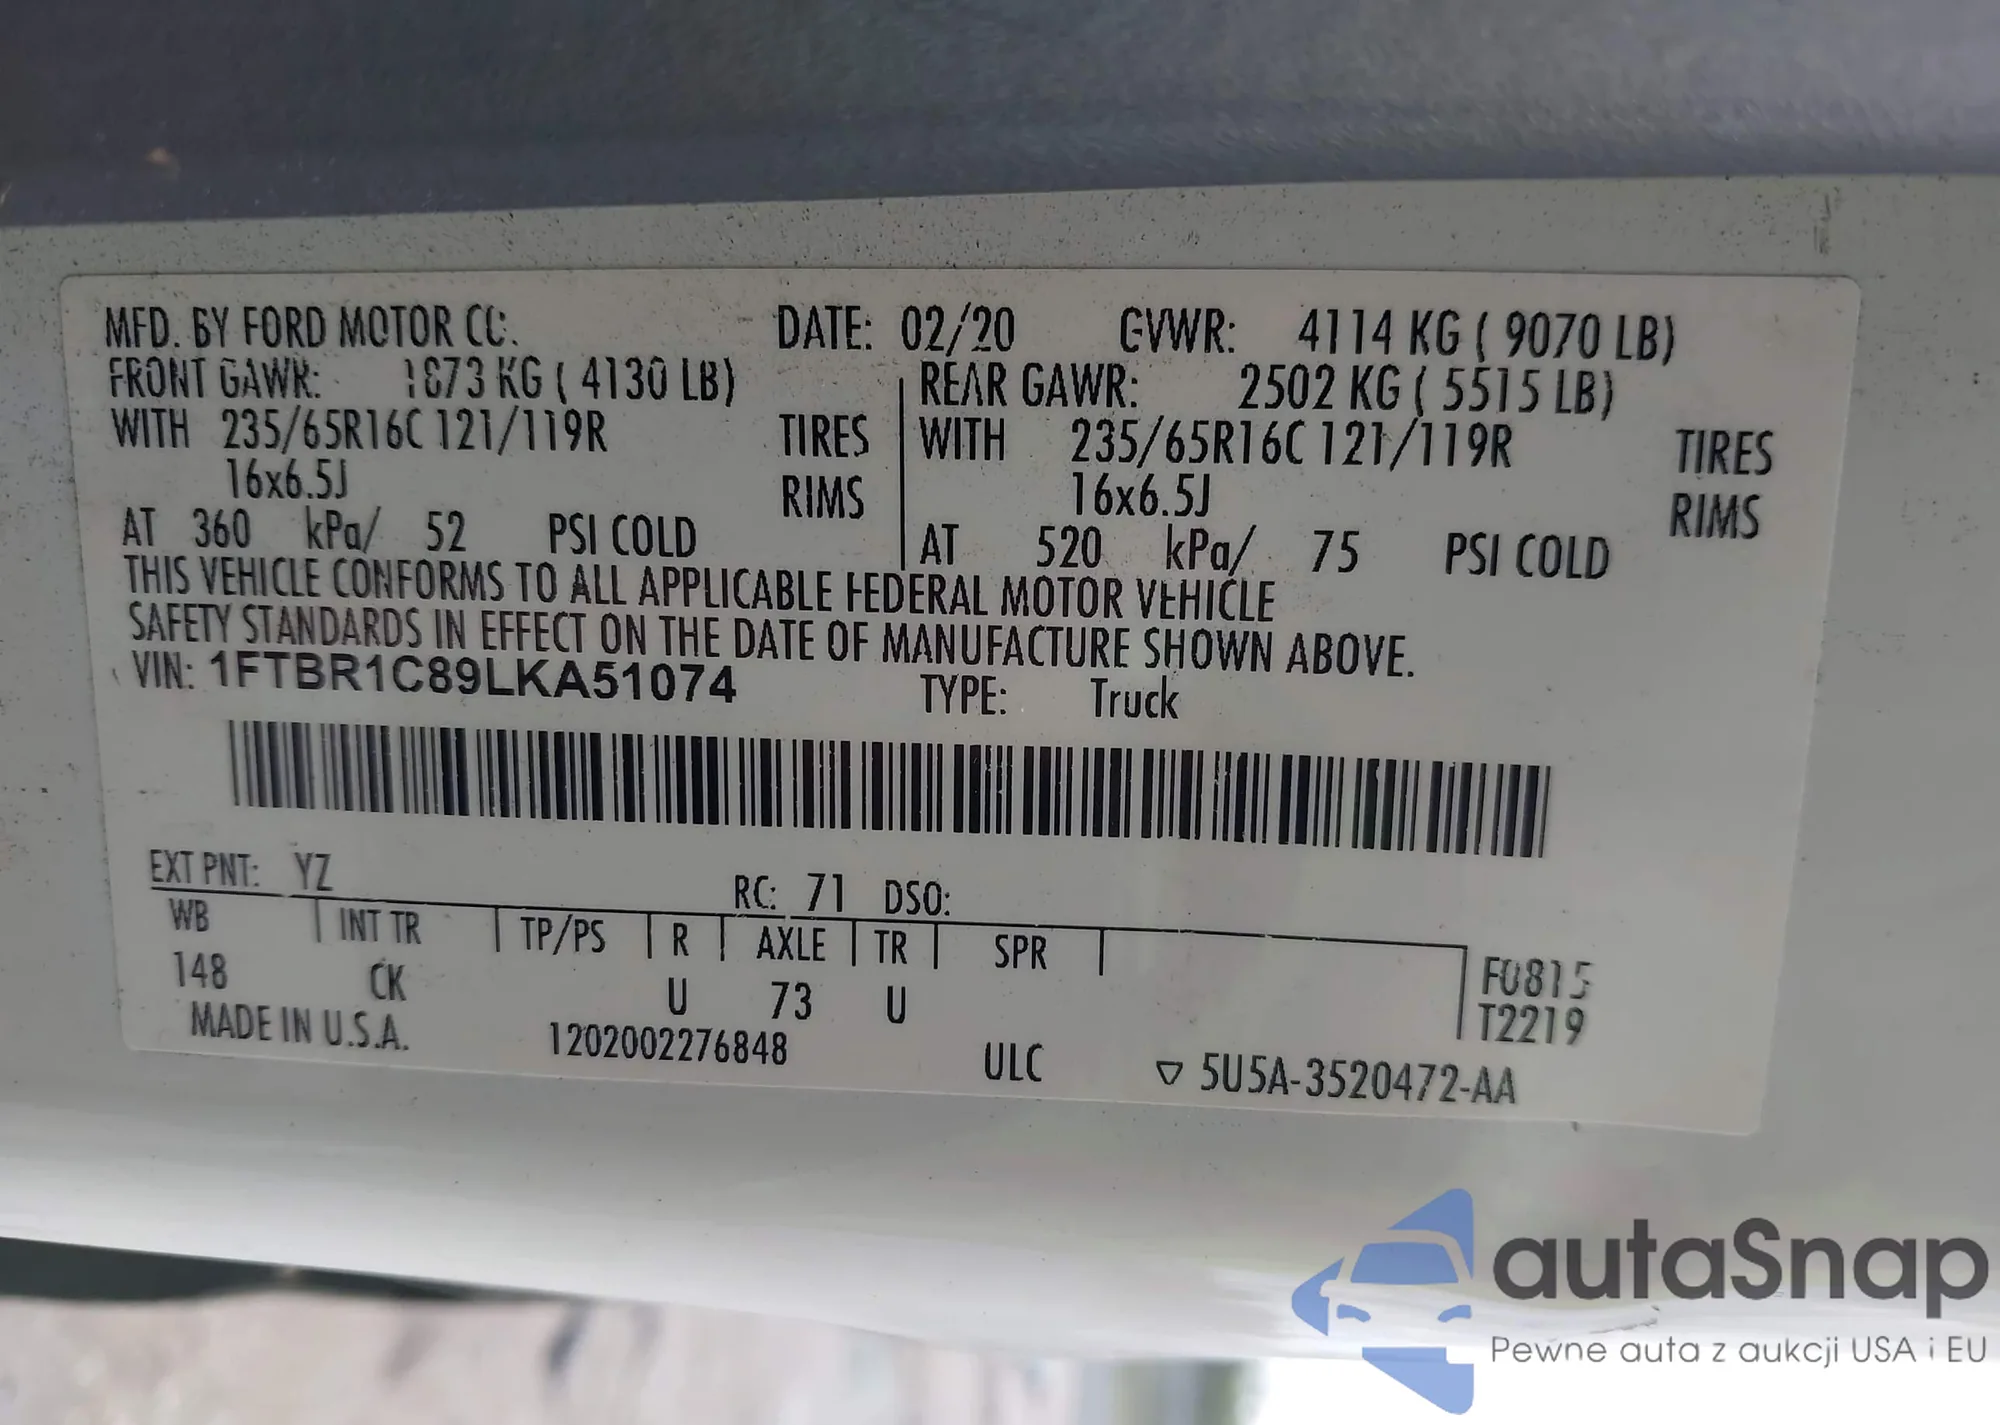 MFD. BY FORD MOTOR CO. DATE: 02/20 GVWR: 4114 KG ( 9070 LB)
FRONT GAWR: 1873 KG ( 4130 LB) REAR GAWR: 2502 KG ( 5515 LB)
WITH 235/65R16C 121/119R TIRES WITH 235/65R16C 121/119R TIRES
16x6.5J RIMS 16x6.5J RIMS
AT 360 kPa/ 52 PSI COLD AT 520 kPa/ 75 PSI COLD
THIS VEHICLE CONFORMS TO ALL APPLICABLE FEDERAL MOTOR VEHICLE
SAFETY STANDARDS IN EFFECT ON THE DATE OF MANUFACTURE SHOWN ABOVE.
VIN: 1FTBR1C89LKA51074 TYPE: Truck
EXT PNT: YZ RC: 71 DSO:
WB INT TR TP/PS R AXLE TR SPR F0815
148 CK U 73 U T2219
MADE IN U.S.A. 1202002276848 ULC ▽ 5U5A-3520472-AA
autaSnap
Pewne auta z aukcji USA i EU